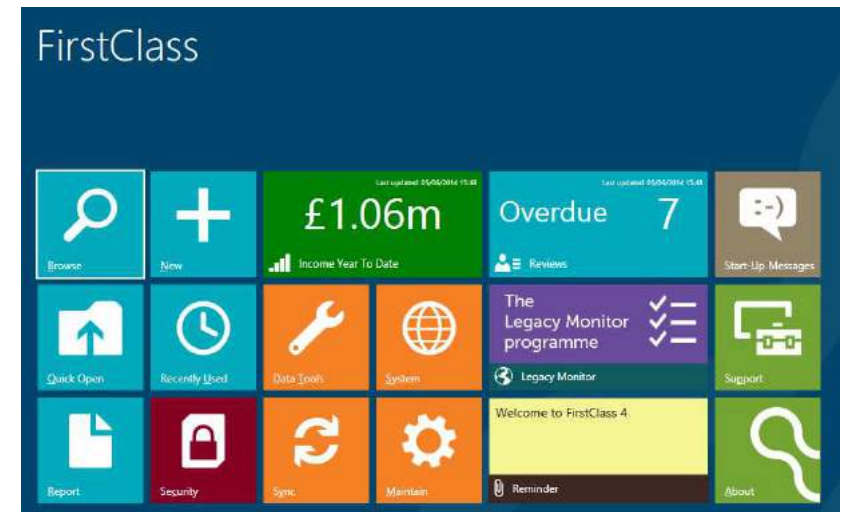 FirstClass
Last updated 05/06/2014 15:48
£1.06m
Income Year To Date
Last updated 05/06/2014 15:48
Overdue 7
Reviews
Browse
New
Start-Up Messages
The
Legacy Monitor
programme
Legacy Monitor
Quick Open
Recently Used
Data Tools
System
Support
Welcome to FirstClass 4
Reminder
Report
Security
Sync
Maintain
About